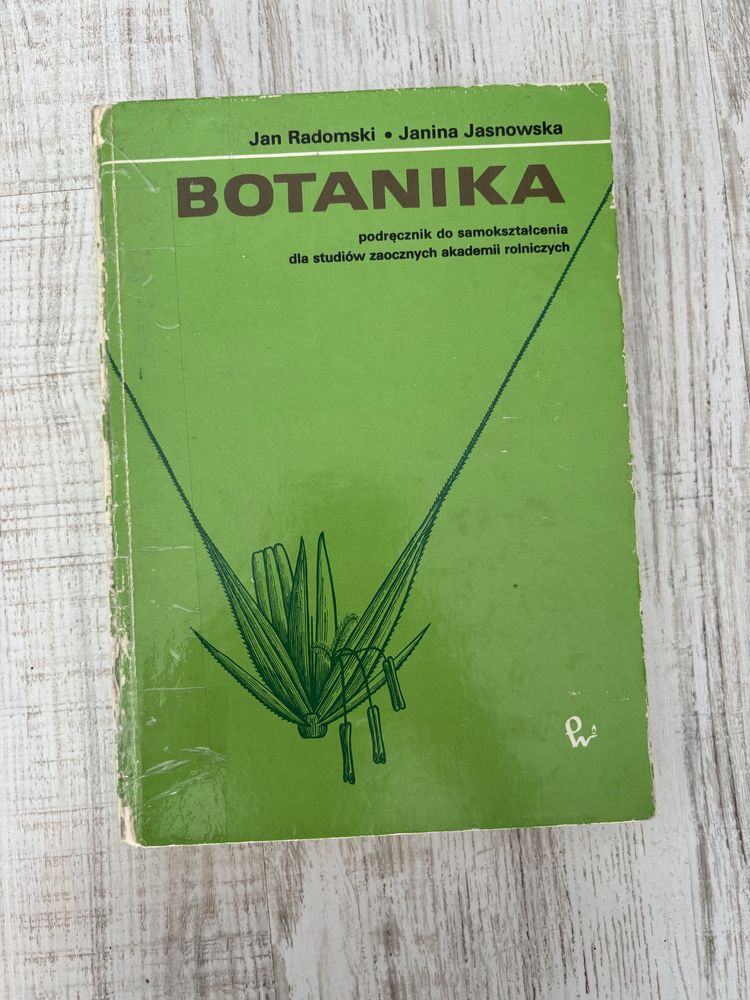 Jan Radomski • Janina Jasnowska
BOTANIKA
podręcznik do samokształcenia
dla studiów zaocznych akademii rolniczych